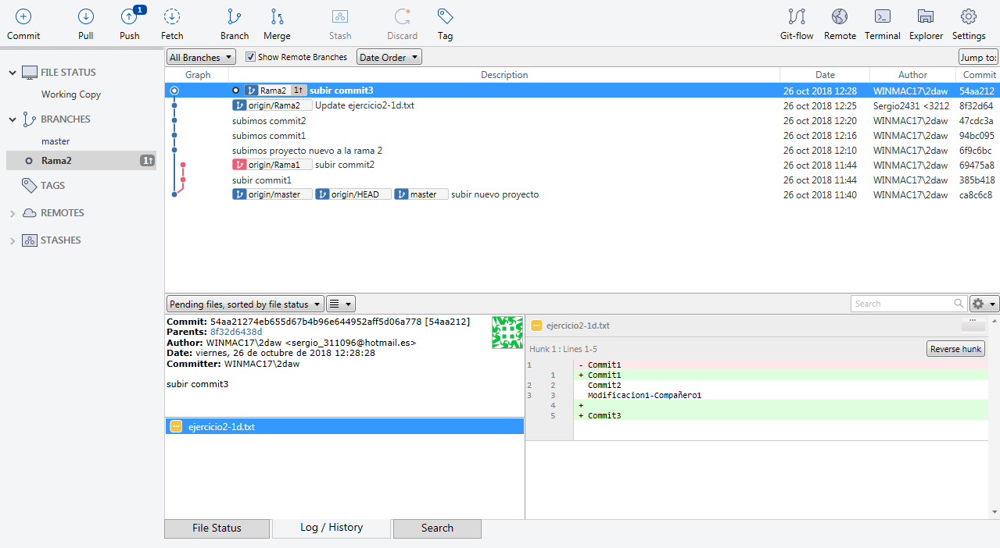 1
Commit Pull Push Fetch Branch Merge Stash Discard Tag Git-flow Remote Terminal Explorer Settings
All Branches Show Remote Branches Date Order Jump to:
FILE STATUS
Working Copy
BRANCHES
master
Rama2 1↑
TAGS
REMOTES
STASHES
Graph Description Date Author Commit
Rama2 1↑ subir commit3 26 oct 2018 12:28 WINMAC17\2daw 54aa212
origin/Rama2 Update ejercicio2-1d.txt 26 oct 2018 12:25 Sergio2431 <3212 8f32d64
subimos commit2 26 oct 2018 12:20 WINMAC17\2daw 47cdc3a
subimos commit1 26 oct 2018 12:16 WINMAC17\2daw 94bc095
subimos proyecto nuevo a la rama 2 26 oct 2018 12:10 WINMAC17\2daw 6f9c6bc
origin/Rama1 subir commit2 26 oct 2018 11:44 WINMAC17\2daw 69475a8
subir commit1 26 oct 2018 11:44 WINMAC17\2daw 385b418
origin/master origin/HEAD master subir nuevo proyecto 26 oct 2018 11:40 WINMAC17\2daw ca8c6c8
Pending files, sorted by file status Search
Commit: 54aa21274eb655d67b4b96e644952aff5d06a778 [54aa212]
Parents: 8f32d6438d
Author: WINMAC17\2daw <sergio_311096@hotmail.es>
Date: viernes, 26 de octubre de 2018 12:28:28
Committer: WINMAC17\2daw
subir commit3
ejercicio2-1d.txt
ejercicio2-1d.txt
Hunk 1 : Lines 1-5 Reverse hunk
1 - Commit1
1 + Commit1
2 2 Commit2
3 3 Modificacion1-Compañero1
4 +
5 + Commit3
File Status Log / History Search